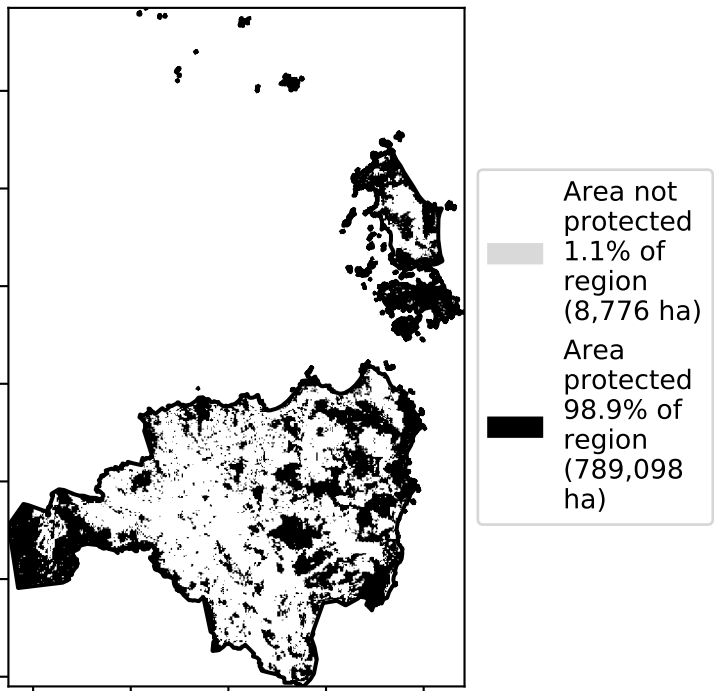 Area not
protected
1.1% of
region
(8,776 ha)
Area
protected
98.9% of
region
(789,098
ha)